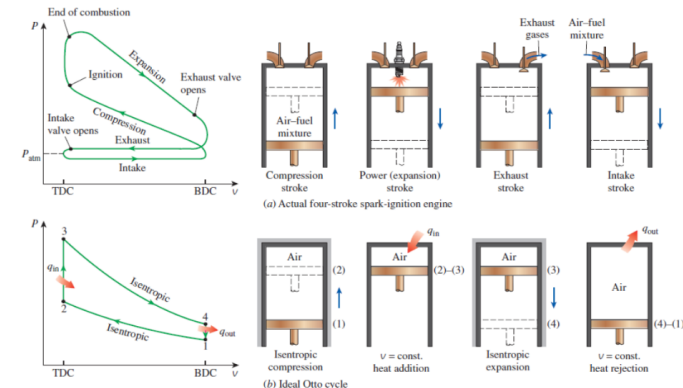 End of combustion
P
Ignition
Expansion
Exhaust valve
opens
Compression
Intake
valve opens
Exhaust
Patm
Intake
TDC
BDC
v
Exhaust
gases
Air–fuel
mixture
Air–fuel
mixture
Compression
stroke
Power (expansion)
stroke
Exhaust
stroke
Intake
stroke
(a) Actual four-stroke spark-ignition engine
P
3
qin
2
Isentropic
Isentropic
4
qout
1
TDC
BDC
v
qin
qout
Air
(2)
(1)
Air
(2)–(3)
Air
(3)
(4)
Air
(4)–(1)
Isentropic
compression
v = const.
heat addition
Isentropic
expansion
v = const.
heat rejection
(b) Ideal Otto cycle